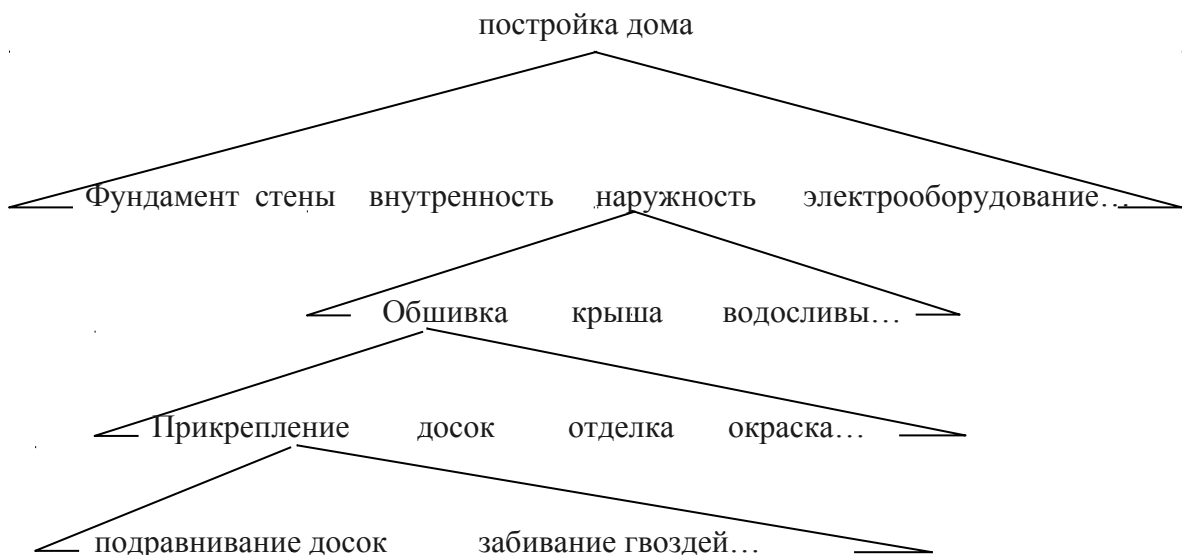 постройка дома
Фундамент стены внутренность наружность электрооборудование…
Обшивка крыша водосливы…
Прикрепление досок отделка окраска…
подравнивание досок забивание гвоздей…